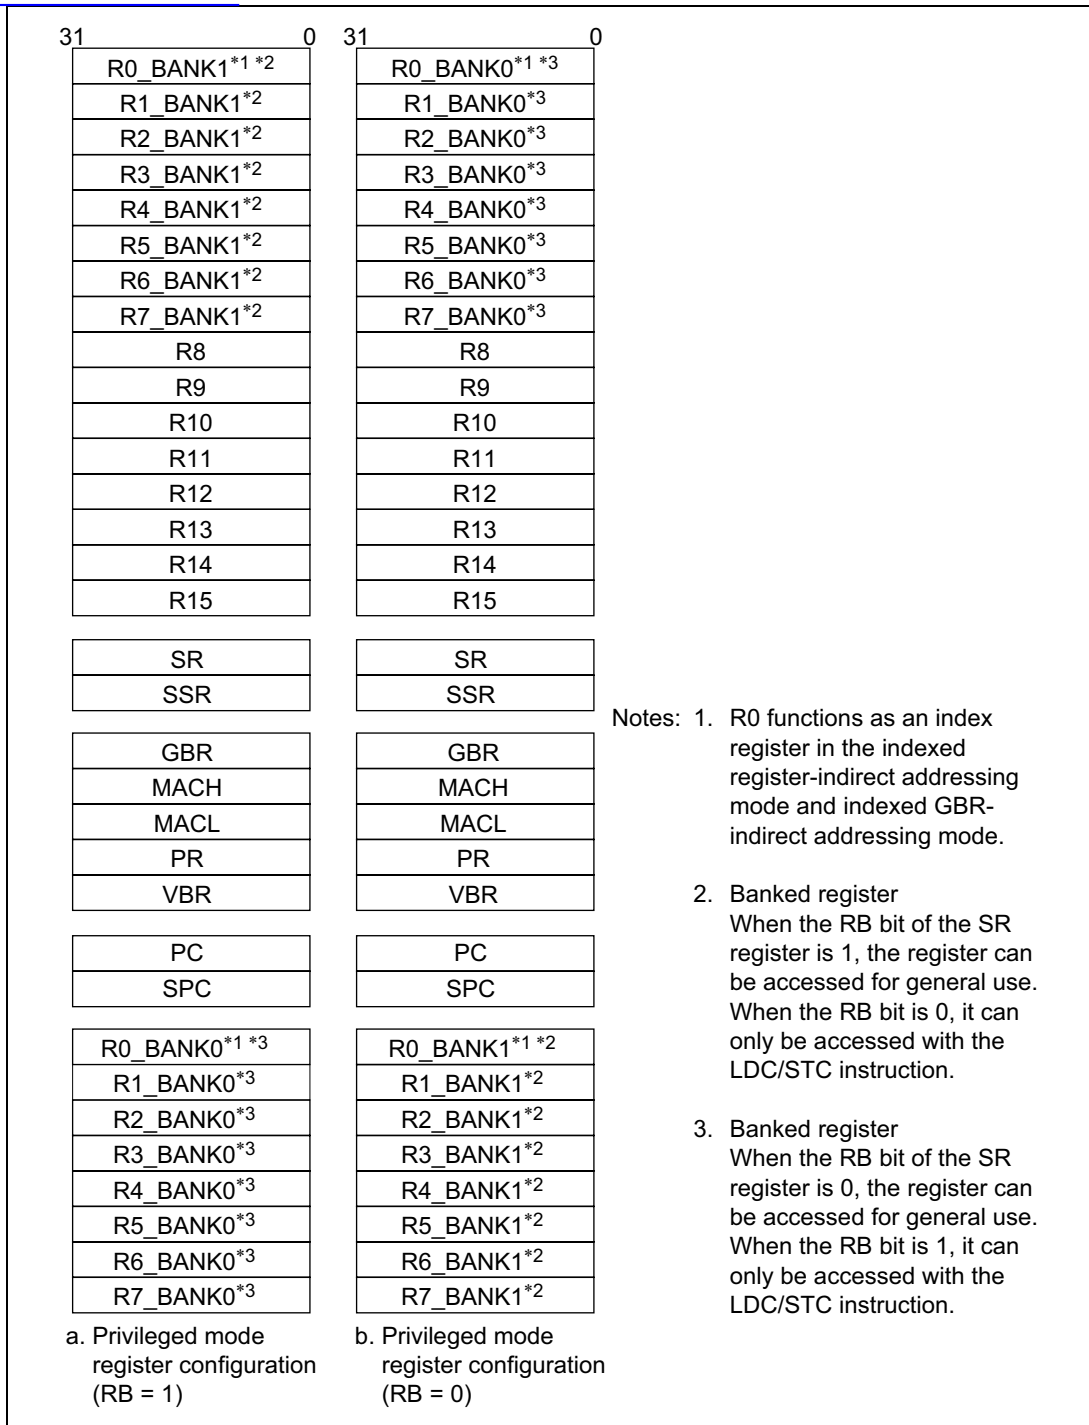 31 0 31 0
R0_BANK1*1 *2 R0_BANK0*1 *3
R1_BANK1*2 R1_BANK0*3
R2_BANK1*2 R2_BANK0*3
R3_BANK1*2 R3_BANK0*3
R4_BANK1*2 R4_BANK0*3
R5_BANK1*2 R5_BANK0*3
R6_BANK1*2 R6_BANK0*3
R7_BANK1*2 R7_BANK0*3
R8 R8
R9 R9
R10 R10
R11 R11
R12 R12
R13 R13
R14 R14
R15 R15
SR SR
SSR SSR
GBR GBR
MACH MACH
MACL MACL
PR PR
VBR VBR
PC PC
SPC SPC
R0_BANK0*1 *3 R0_BANK1*1 *2
R1_BANK0*3 R1_BANK1*2
R2_BANK0*3 R2_BANK1*2
R3_BANK0*3 R3_BANK1*2
R4_BANK0*3 R4_BANK1*2
R5_BANK0*3 R5_BANK1*2
R6_BANK0*3 R6_BANK1*2
R7_BANK0*3 R7_BANK1*2
a. Privileged mode
register configuration
(RB = 1)
b. Privileged mode
register configuration
(RB = 0)
Notes: 1. R0 functions as an index
register in the indexed
register-indirect addressing
mode and indexed GBR-
indirect addressing mode.
2. Banked register
When the RB bit of the SR
register is 1, the register can
be accessed for general use.
When the RB bit is 0, it can
only be accessed with the
LDC/STC instruction.
3. Banked register
When the RB bit of the SR
register is 0, the register can
be accessed for general use.
When the RB bit is 1, it can
only be accessed with the
LDC/STC instruction.